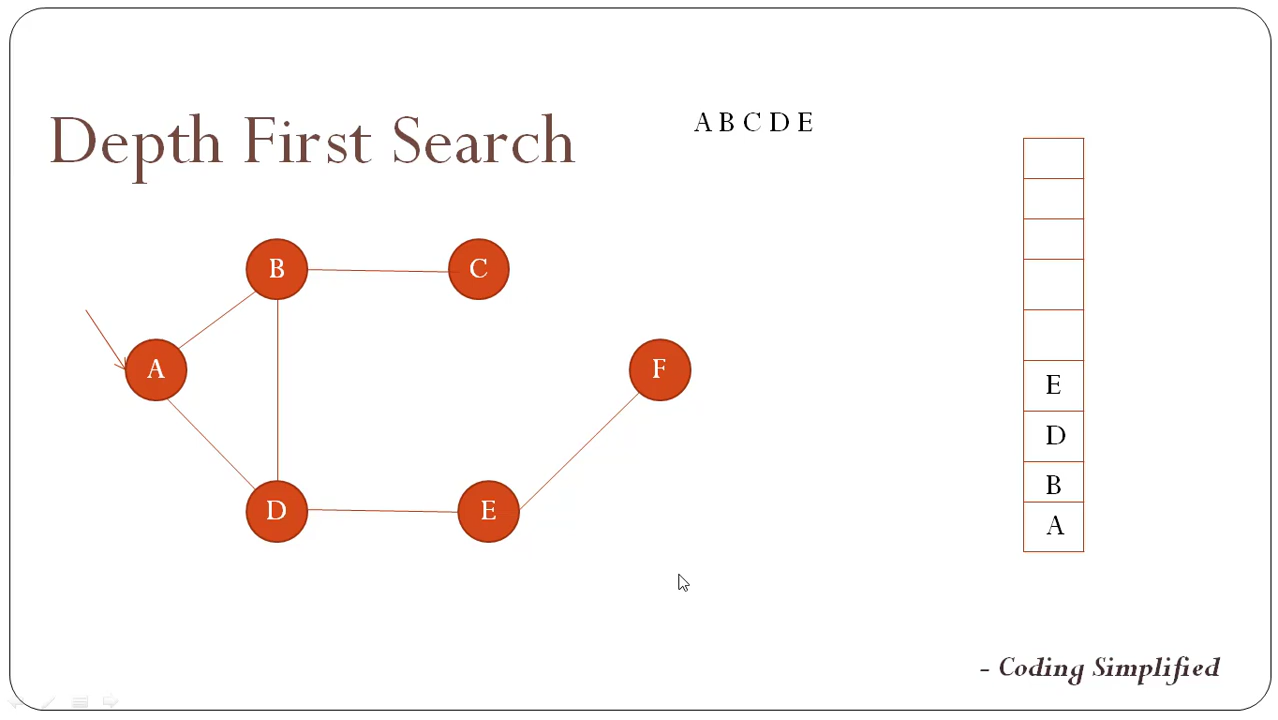 Depth First Search
A B C D E
B
C
A
F
D
E
E
D
B
A
- Coding Simplified